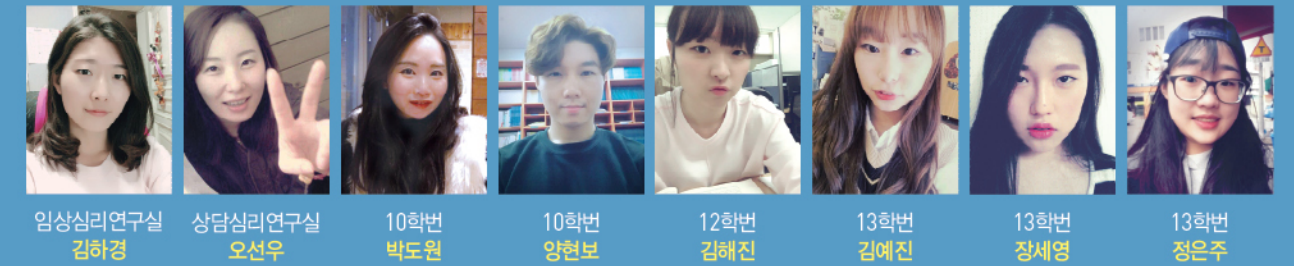 임상심리연구실 상담심리연구실 10학번 10학번 12학번 13학번 13학번 13학번
김하경 오선우 박도원 양현보 김해진 김예진 장세영 정은주